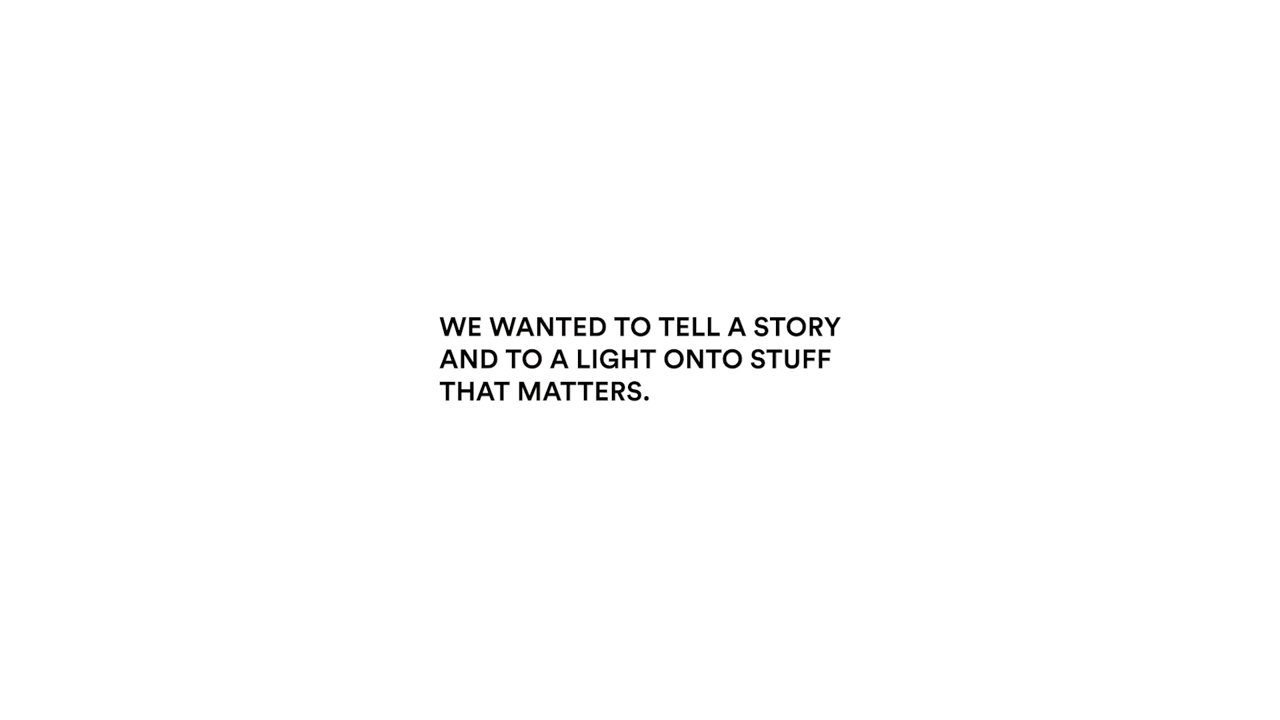 WE WANTED TO TELL A STORY
AND TO A LIGHT ONTO STUFF
THAT MATTERS.